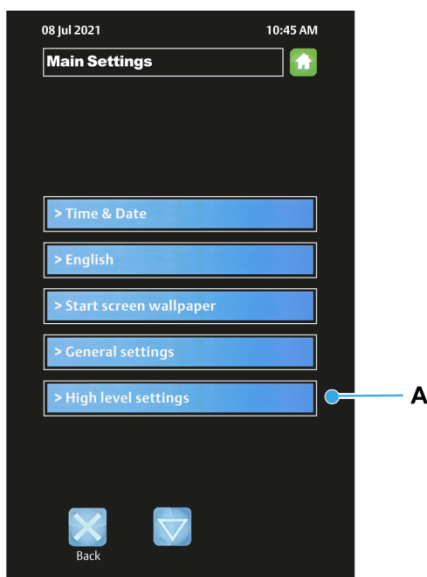 08 Jul 2021 10:45 AM
Main Settings
> Time & Date
> English
> Start screen wallpaper
> General settings
> High level settings
A
Back